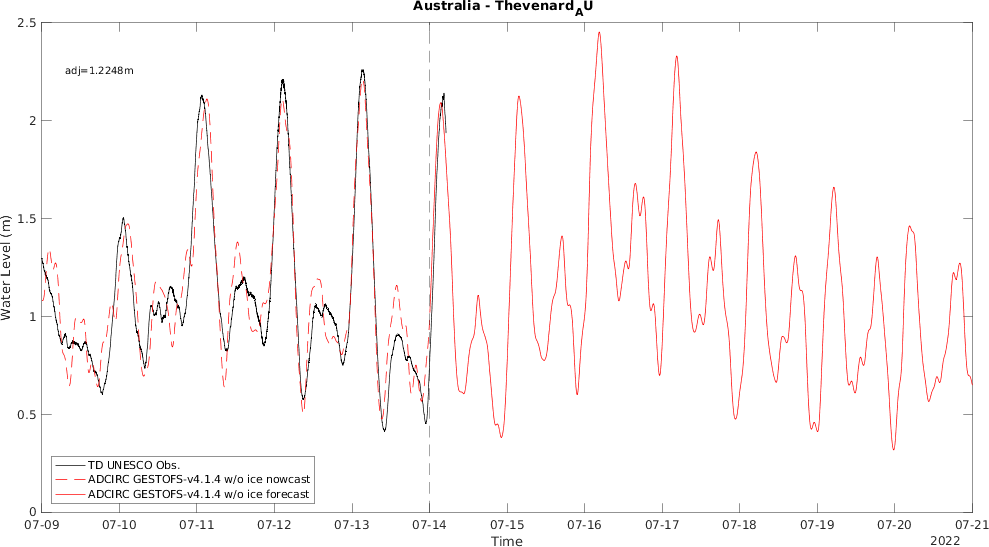 Australia - Thevenard_AU
adj=1.2248m
Water Level (m)
2.5
2
1.5
1
0.5
0
TD UNESCO Obs.
ADCIRC GESTOFS-v4.1.4 w/o ice nowcast
ADCIRC GESTOFS-v4.1.4 w/o ice forecast
07-09 07-10 07-11 07-12 07-13 07-14 07-15 07-16 07-17 07-18 07-19 07-20 07-21
Time
2022